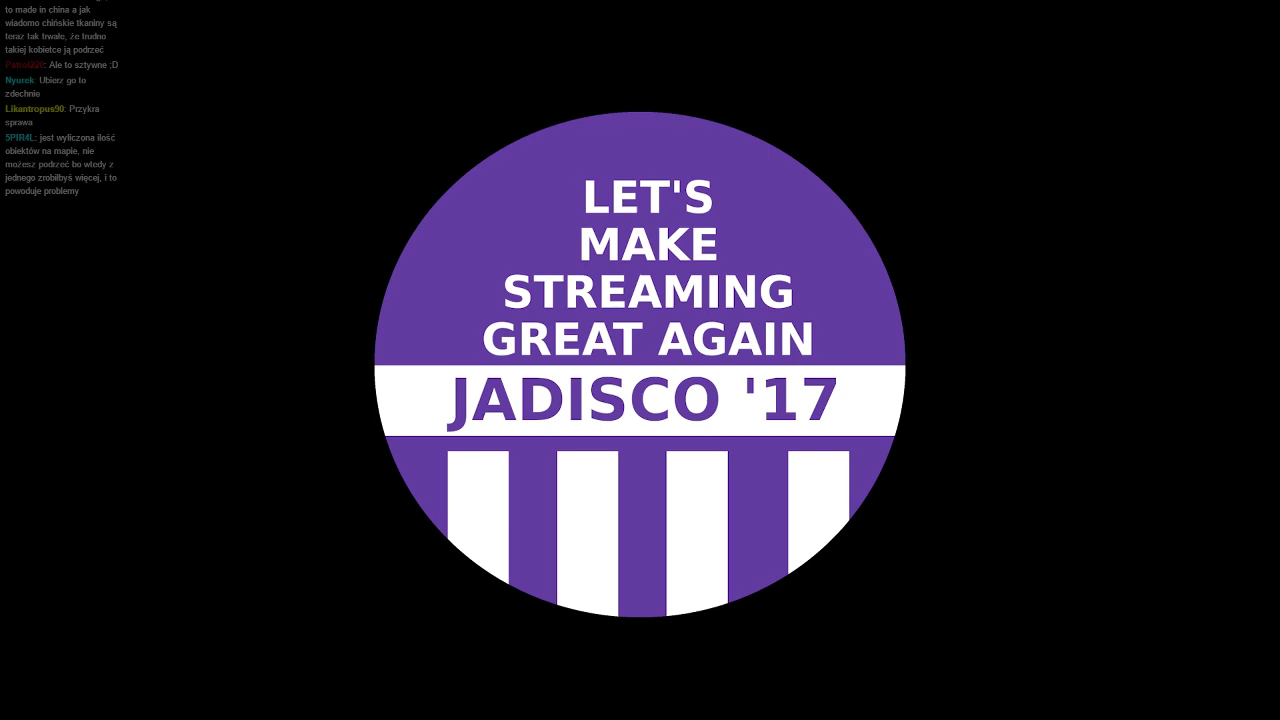 to made in china a jak
wiadomo chińskie tkaniny są
teraz tak trwałe, że trudno
takiej kobietce ją podrzeć
Ale to sztywne ;D
Nyurek: Ubierz go to
zdechnie
Likantropus90: Przykra
sprawa
5PIR4L: jest wyliczona ilość
obiektów na mapie, nie
możesz podrzeć bo wtedy z
jednego zrobiłbyś więcej, i to
powoduje problemy
LET'S
MAKE
STREAMING
GREAT AGAIN
JADISCO '17